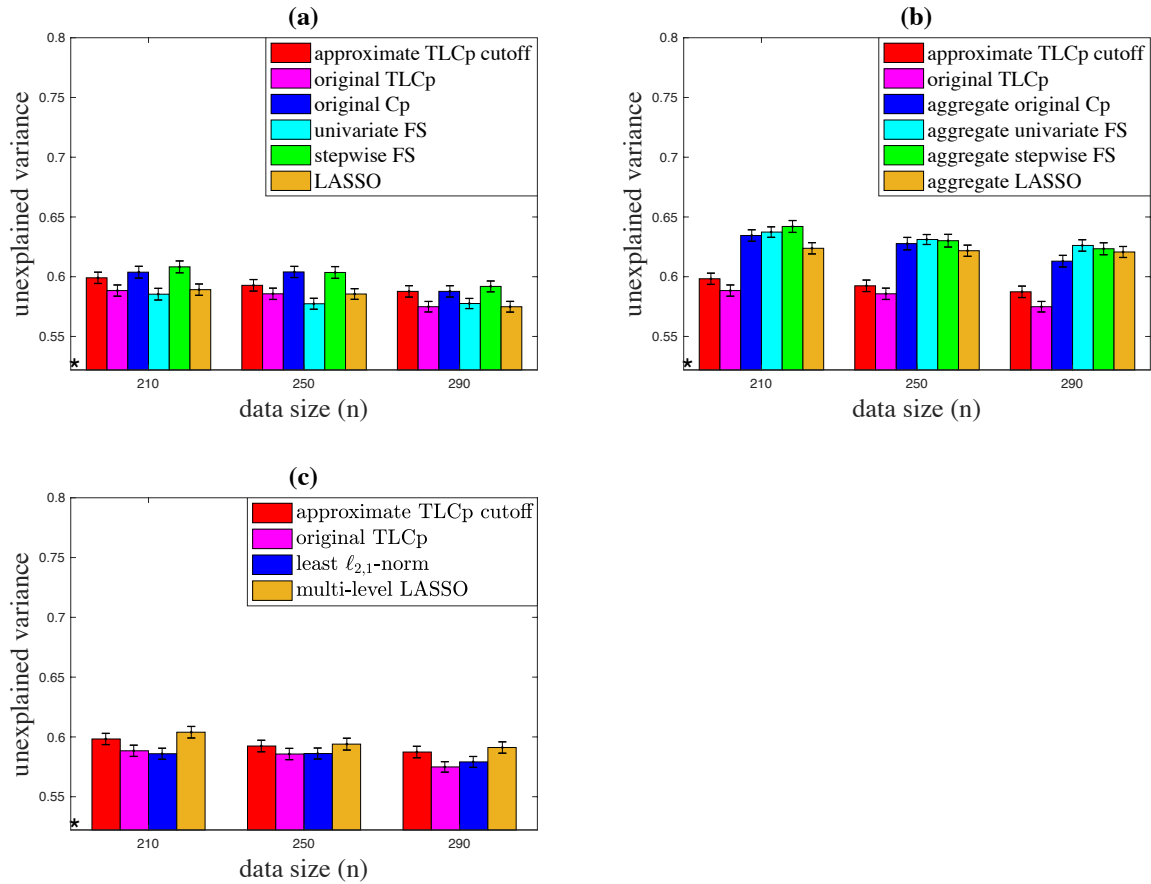 (a)
unexplained variance
0.8
0.75
0.7
0.65
0.6
0.55
*
approximate TLCp cutoff
original TLCp
original Cp
univariate FS
stepwise FS
LASSO
210 250 290
data size (n)
(b)
unexplained variance
0.8
0.75
0.7
0.65
0.6
0.55
*
approximate TLCp cutoff
original TLCp
aggregate original Cp
aggregate univariate FS
aggregate stepwise FS
aggregate LASSO
210 250 290
data size (n)
(c)
unexplained variance
0.8
0.75
0.7
0.65
0.6
0.55
*
approximate TLCp cutoff
original TLCp
least ℓ2,1-norm
multi-level LASSO
210 250 290
data size (n)